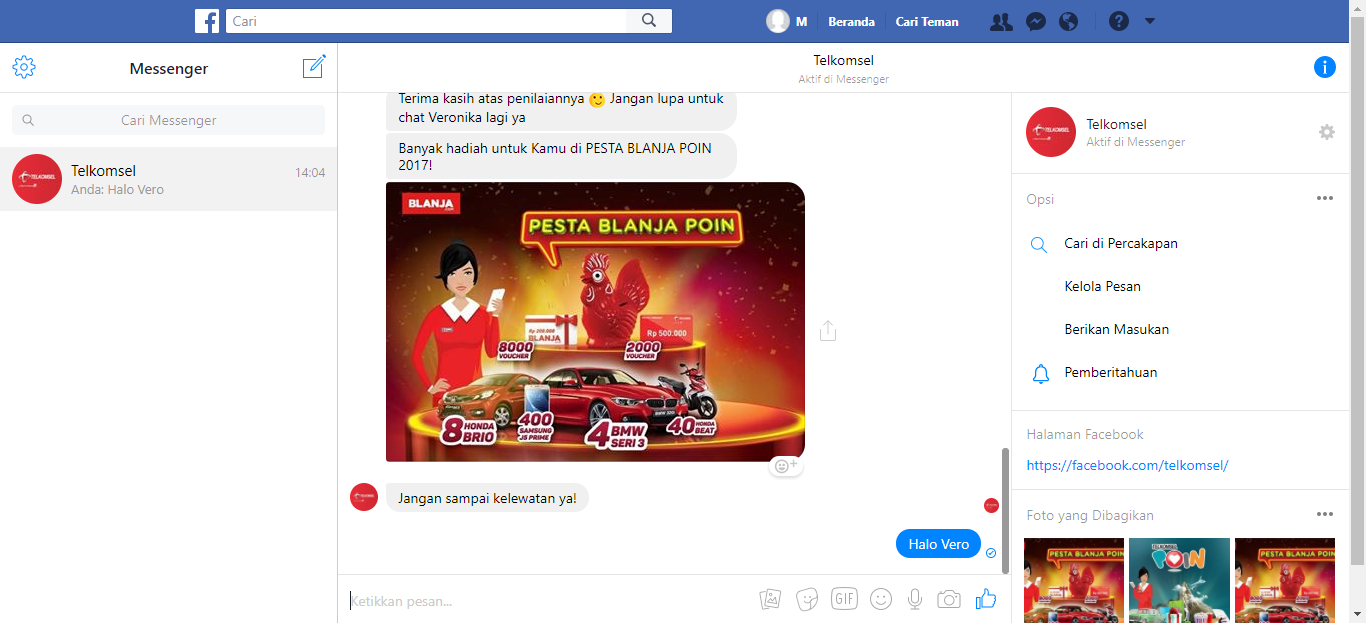 Cari
M
Beranda
Cari Teman
Messenger
Cari Messenger
Telkomsel
14:04
Anda: Halo Vero
Telkomsel
Aktif di Messenger
Terima kasih atas penilaiannya 🙂 Jangan lupa untuk
chat Veronika lagi ya
Banyak hadiah untuk Kamu di PESTA BLANJA POIN
2017!
BLANJA
PESTA BLANJA POIN
Rp 200.000
BLANJA
Rp 500.000
8000
VOUCHER
2000
VOUCHER
8 HONDA
BRIO
400
SAMSUNG
J5 PRIME
4 BMW
SERI 3
40 HONDA
BEAT
Jangan sampai kelewatan ya!
Halo Vero
Ketikkan pesan...
GIF
Telkomsel
Aktif di Messenger
Opsi
Cari di Percakapan
Kelola Pesan
Berikan Masukan
Pemberitahuan
Halaman Facebook
https://facebook.com/telkomsel/
Foto yang Dibagikan
PESTA BLANJA POIN
TELKOMSEL
POIN
PESTA BLANJA POIN